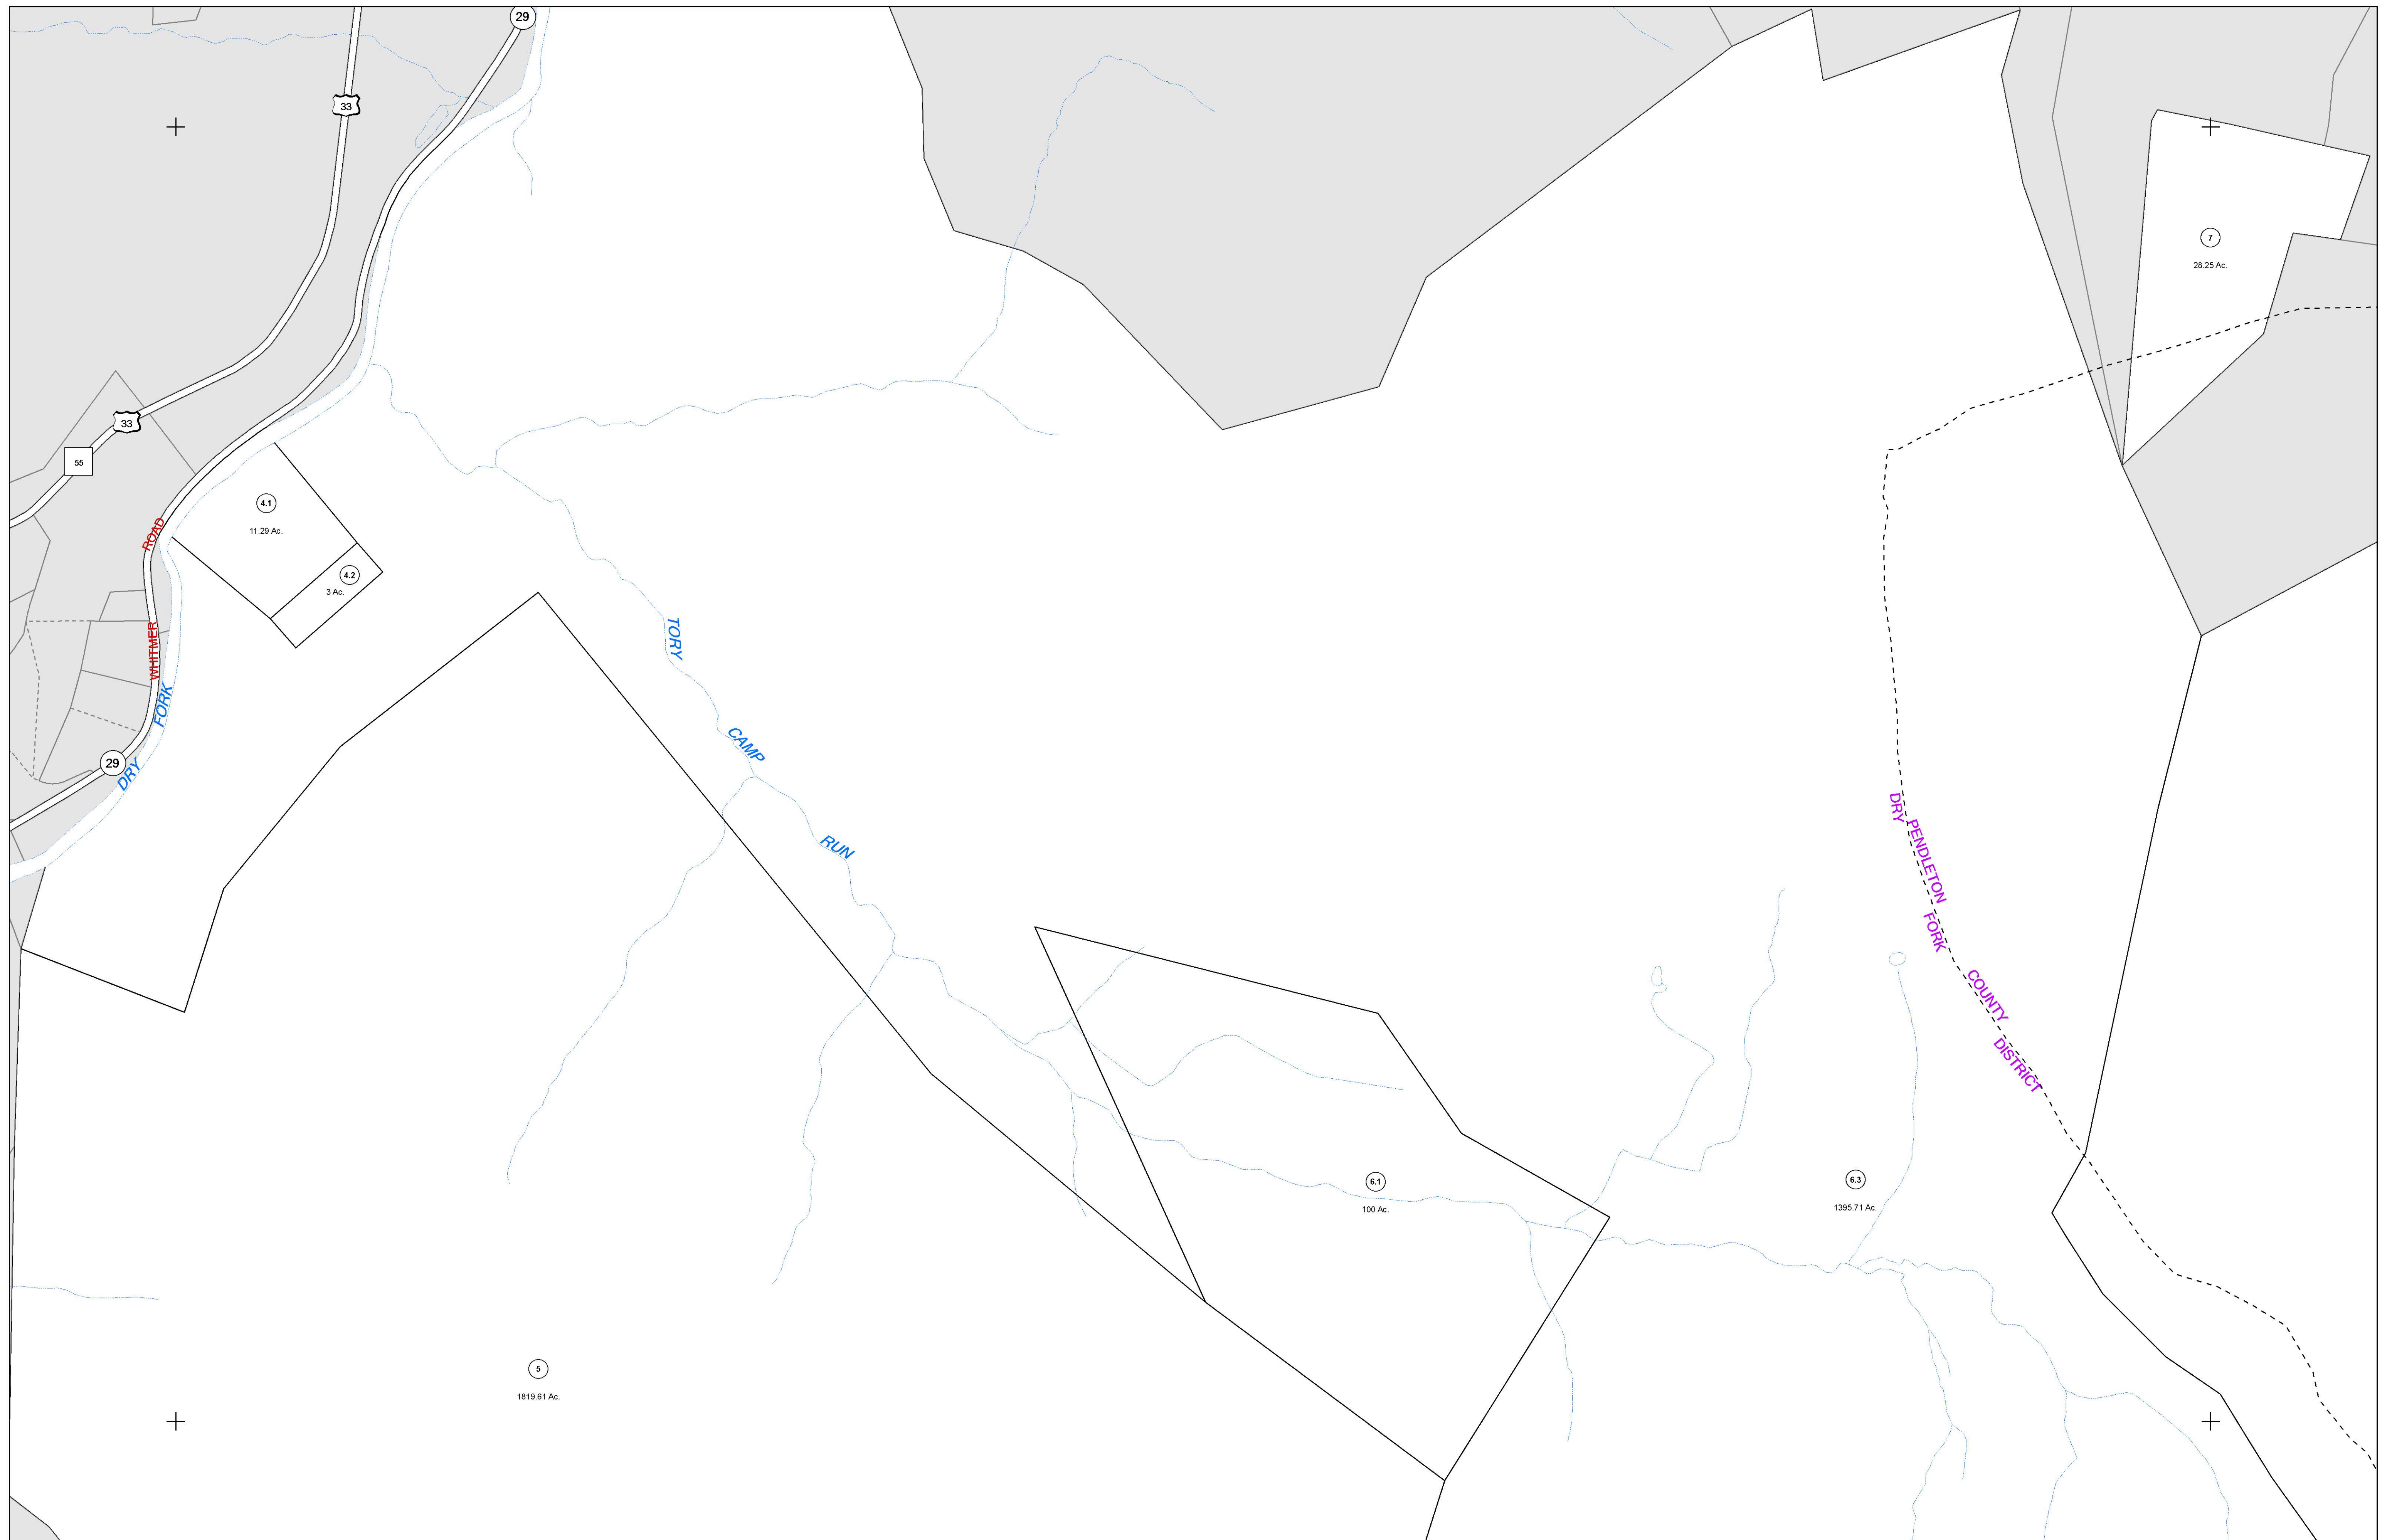 29
33
7
28.25 Ac.
33
55
4.1
11.29 Ac.
4.2
3 Ac.
WHITMER ROAD
DRY FORK
29
TORY CAMP RUN
DRY FORK DISTRICT
PENDLETON COUNTY
6.1
100 Ac.
6.3
1395.71 Ac.
5
1819.61 Ac.